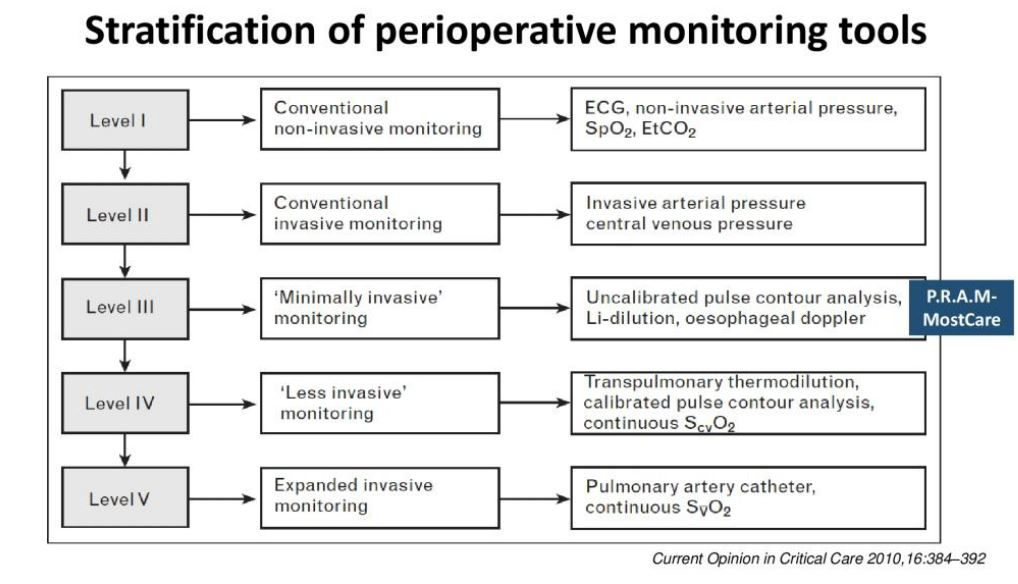 Stratification of perioperative monitoring tools
Level I
Conventional
non-invasive monitoring
ECG, non-invasive arterial pressure,
SpO₂, EtCO₂
Level II
Conventional
invasive monitoring
Invasive arterial pressure
central venous pressure
Level III
‘Minimally invasive’
monitoring
Uncalibrated pulse contour analysis,
Li-dilution, oesophageal doppler
P.R.A.M-
MostCare
Level IV
‘Less invasive’
monitoring
Transpulmonary thermodilution,
calibrated pulse contour analysis,
continuous ScvO₂
Level V
Expanded invasive
monitoring
Pulmonary artery catheter,
continuous Sv̄O₂
Current Opinion in Critical Care 2010,16:384–392